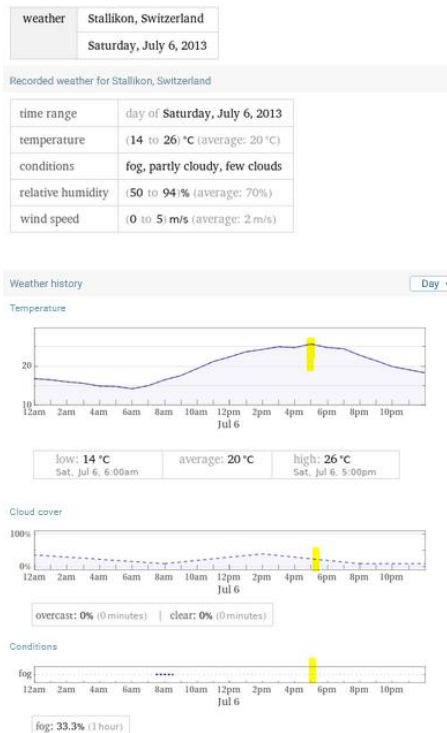 weather Stallikon, Switzerland
Saturday, July 6, 2013
Recorded weather for Stallikon, Switzerland
time range day of Saturday, July 6, 2013
temperature (14 to 26) °C (average: 20 °C)
conditions fog, partly cloudy, few clouds
relative humidity (50 to 94)% (average: 70%)
wind speed (0 to 5) m/s (average: 2 m/s)
Weather history Day
Temperature
20
10
12am 2am 4am 6am 8am 10am 12pm 2pm 4pm 6pm 8pm 10pm
Jul 6
low: 14 °C average: 20 °C high: 26 °C
Sat, Jul 6, 6:00am Sat, Jul 6, 5:00pm
Cloud cover
100%
0%
12am 2am 4am 6am 8am 10am 12pm 2pm 4pm 6pm 8pm 10pm
Jul 6
overcast: 0% (0 minutes) | clear: 0% (0 minutes)
Conditions
fog
12am 2am 4am 6am 8am 10am 12pm 2pm 4pm 6pm 8pm 10pm
Jul 6
fog: 33.3% (1 hour)